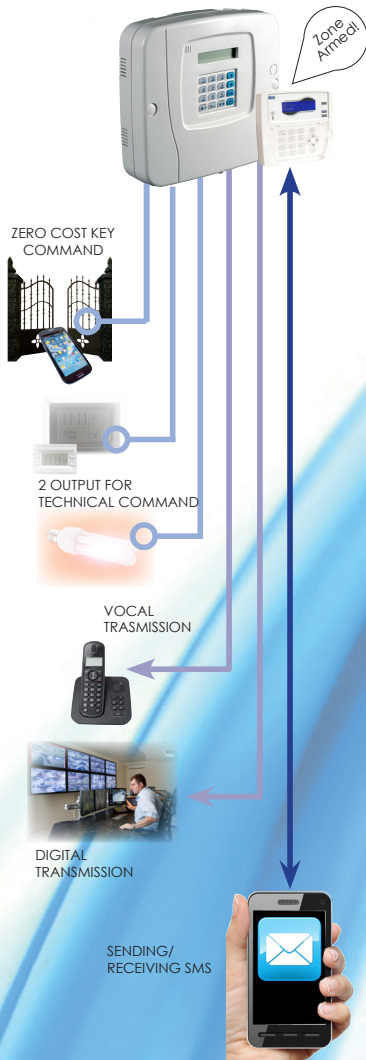 Zone
Armed!
ZERO COST KEY
COMMAND
2 OUTPUT FOR
TECHNICAL COMMAND
VOCAL
TRASMISSION
DIGITAL
TRANSMISSION
SENDING/
RECEIVING SMS